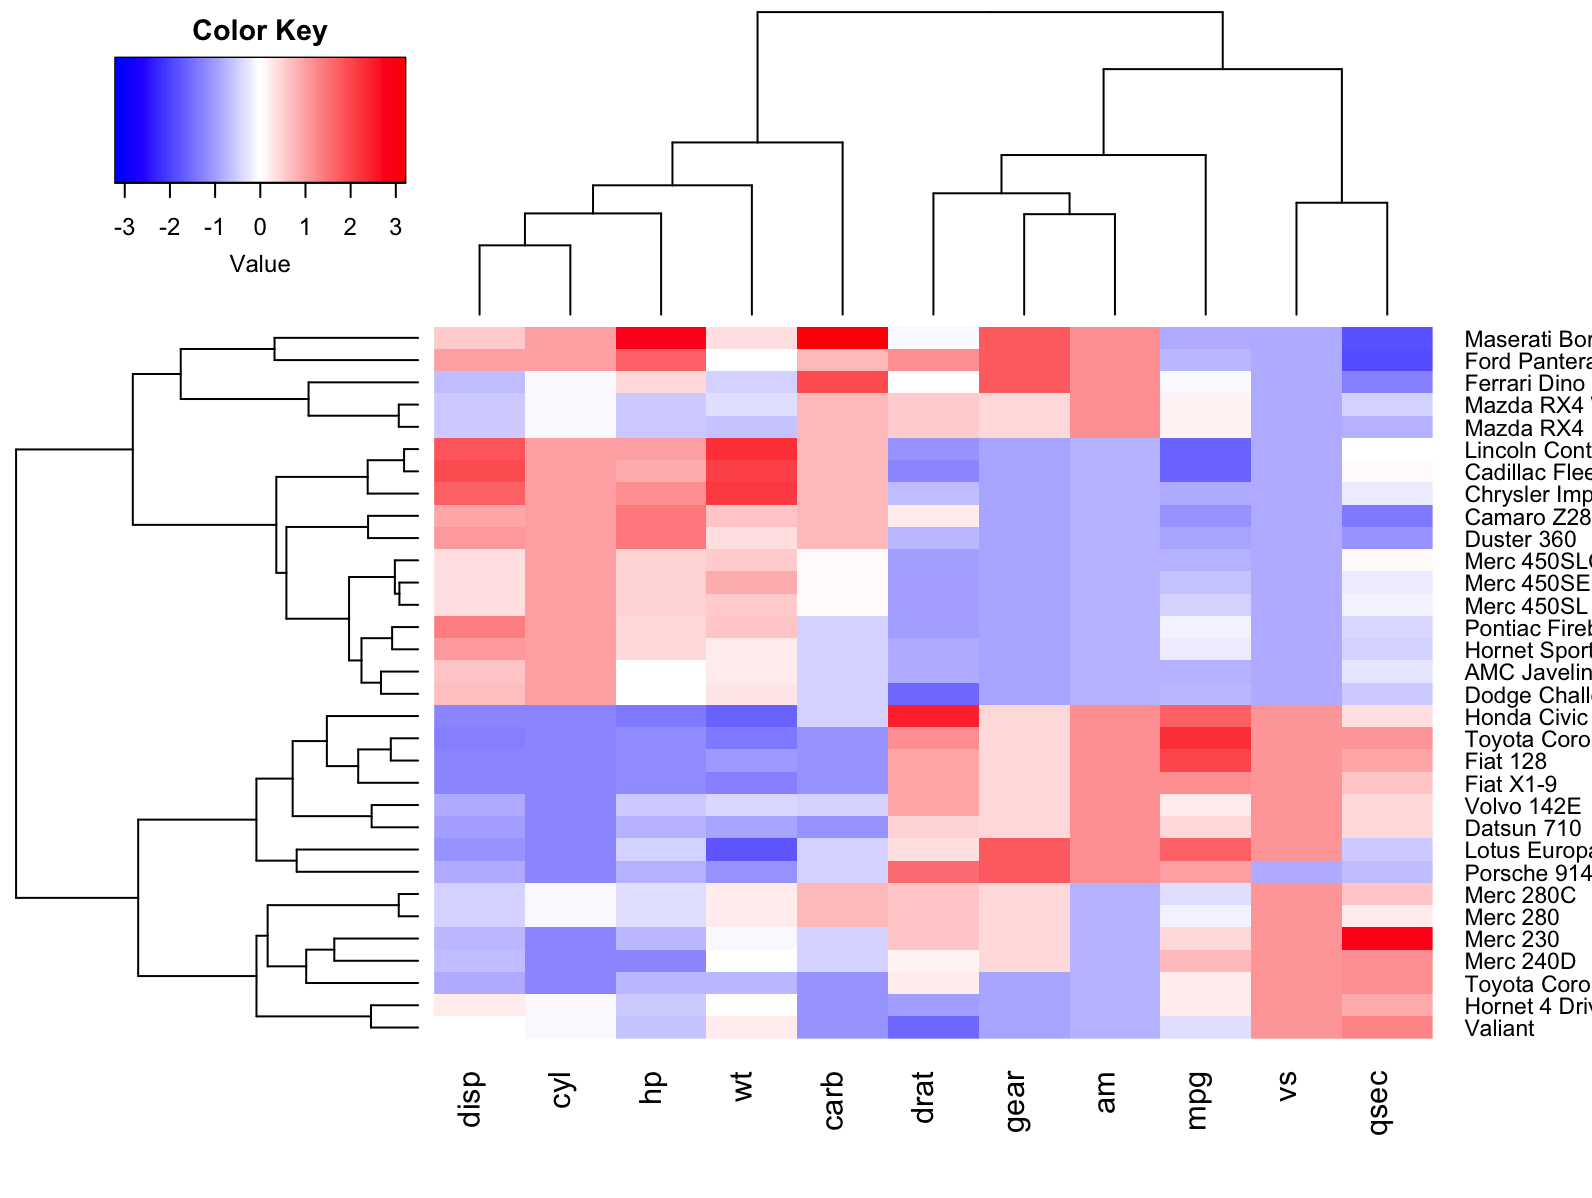 Color Key
-3 -2 -1 0 1 2 3
Value
Maserati Bor
Ford Pantera
Ferrari Dino
Mazda RX4
Mazda RX4
Lincoln Cont
Cadillac Flee
Chrysler Imp
Camaro Z28
Duster 360
Merc 450SLC
Merc 450SE
Merc 450SL
Pontiac Fireb
Hornet Sport
AMC Javelin
Dodge Challe
Honda Civic
Toyota Coro
Fiat 128
Fiat X1-9
Volvo 142E
Datsun 710
Lotus Europa
Porsche 914
Merc 280C
Merc 280
Merc 230
Merc 240D
Toyota Coro
Hornet 4 Driv
Valiant
disp cyl hp wt carb drat gear am mpg vs qsec